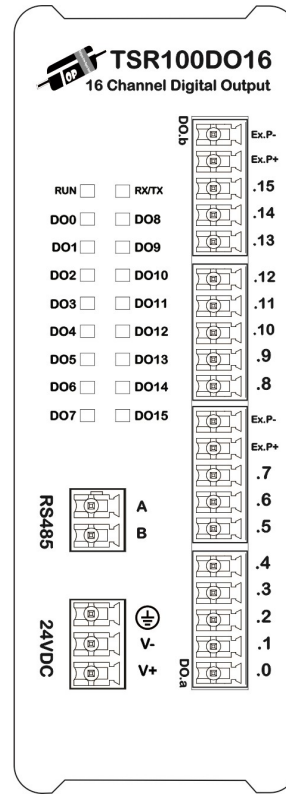 TOP
TSR100DO16
16 Channel Digital Output
RUN RX/TX
DO0 DO8
DO1 DO9
DO2 DO10
DO3 DO11
DO4 DO12
DO5 DO13
DO6 DO14
DO7 DO15
RS485
A
B
24VDC
V-
V+
DO.b
Ex.P-
Ex.P+
.15
.14
.13
.12
.11
.10
.9
.8
Ex.P-
Ex.P+
.7
.6
.5
.4
.3
.2
.1
.0
DO.a